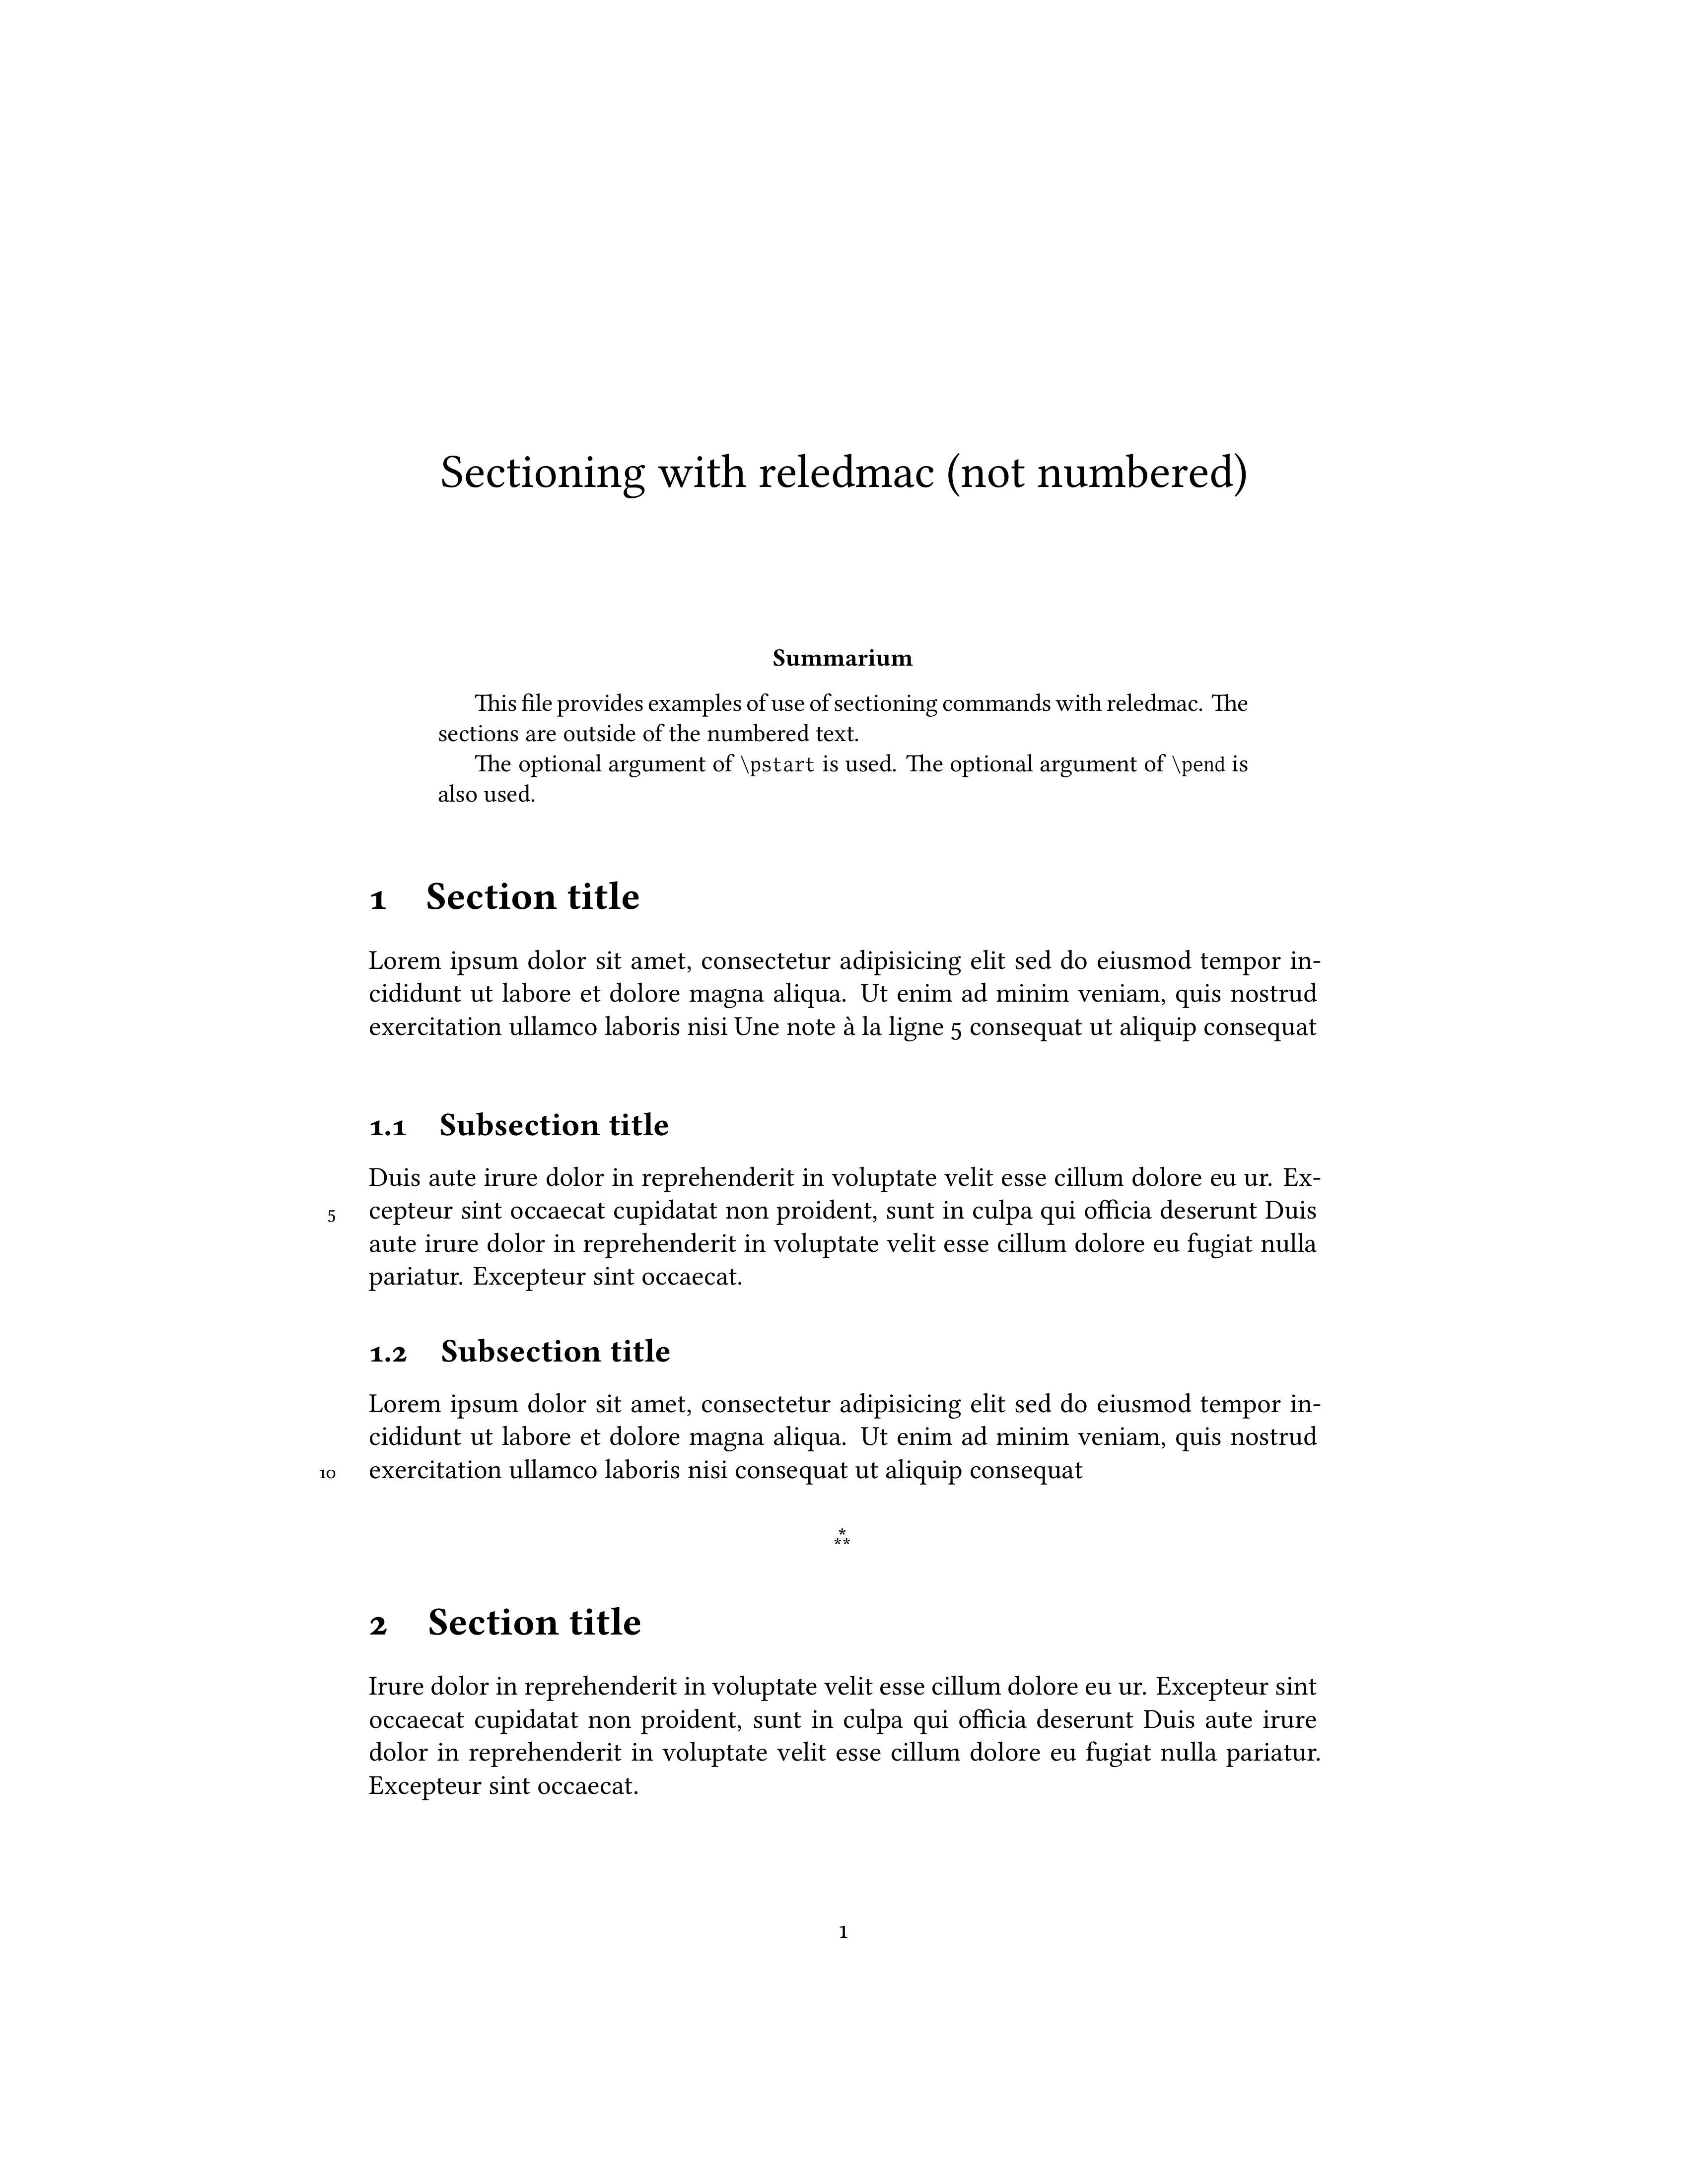 Sectioning with reledmac (not numbered)
Summarium
This file provides examples of use of sectioning commands with reledmac. The
sections are outside of the numbered text.
The optional argument of \pstart is used. The optional argument of \pend is
also used.
1 Section title
Lorem ipsum dolor sit amet, consectetur adipisicing elit sed do eiusmod tempor in-
cididunt ut labore et dolore magna aliqua. Ut enim ad minim veniam, quis nostrud
exercitation ullamco laboris nisi Une note à la ligne 5 consequat ut aliquip consequat
1.1 Subsection title
Duis aute irure dolor in reprehenderit in voluptate velit esse cillum dolore eu ur. Ex-
5 cepteur sint occaecat cupidatat non proident, sunt in culpa qui officia deserunt Duis
aute irure dolor in reprehenderit in voluptate velit esse cillum dolore eu fugiat nulla
pariatur. Excepteur sint occaecat.
1.2 Subsection title
Lorem ipsum dolor sit amet, consectetur adipisicing elit sed do eiusmod tempor in-
cididunt ut labore et dolore magna aliqua. Ut enim ad minim veniam, quis nostrud
10 exercitation ullamco laboris nisi consequat ut aliquip consequat
⁂
2 Section title
Irure dolor in reprehenderit in voluptate velit esse cillum dolore eu ur. Excepteur sint
occaecat cupidatat non proident, sunt in culpa qui officia deserunt Duis aute irure
dolor in reprehenderit in voluptate velit esse cillum dolore eu fugiat nulla pariatur.
Excepteur sint occaecat.
1